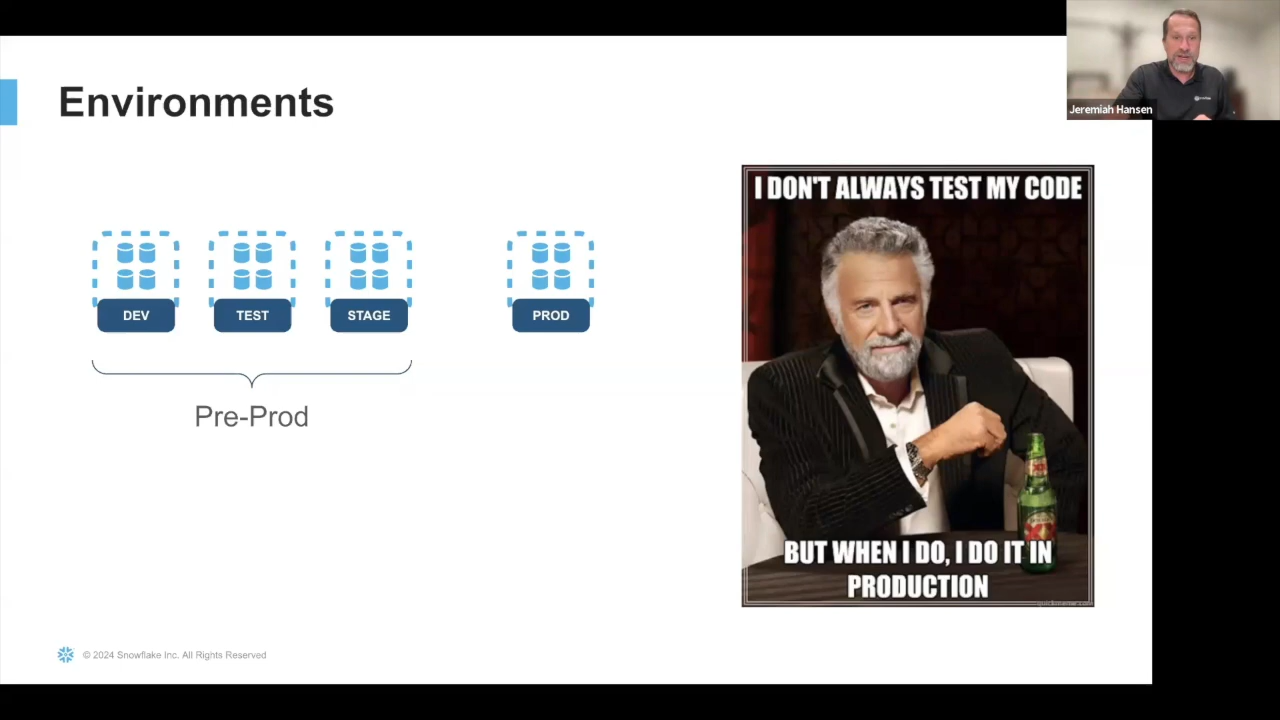 Environments
Jeremiah Hansen
DEV
TEST
STAGE
PROD
Pre-Prod
I DON'T ALWAYS TEST MY CODE
XX
BUT WHEN I DO, I DO IT IN
PRODUCTION
© 2024 Snowflake Inc. All Rights Reserved